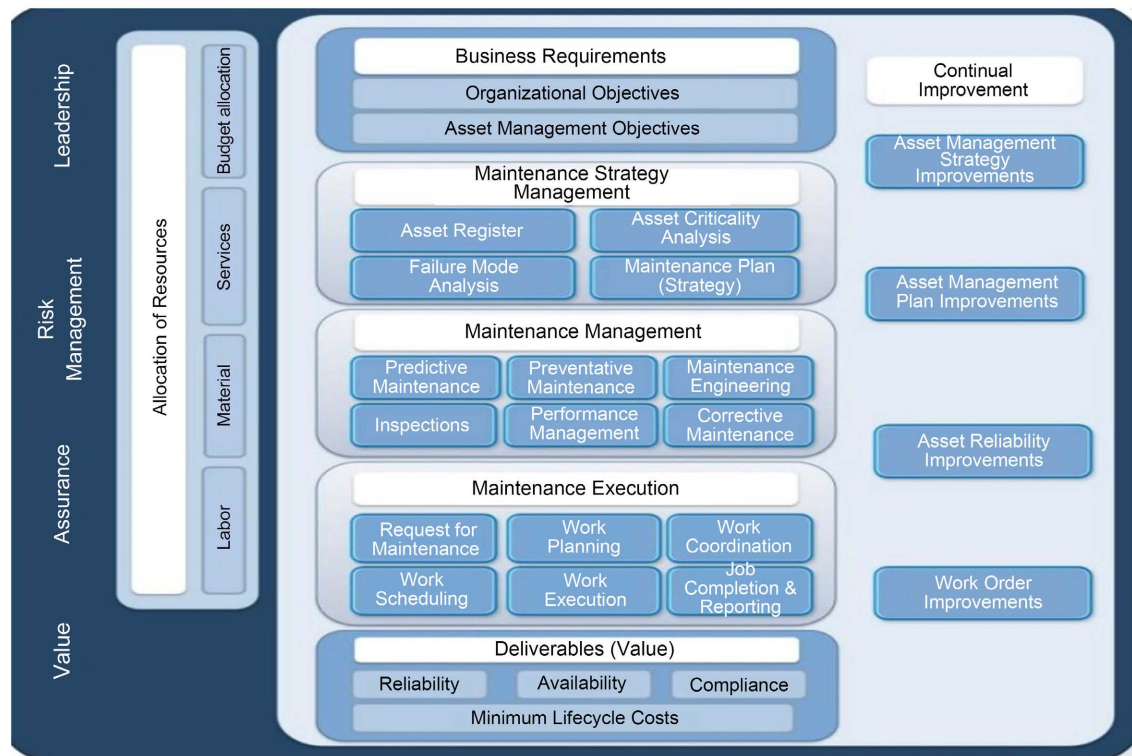 Leadership
Risk
Management
Assurance
Value
Allocation of Resources
Budget allocation
Services
Material
Labor
Business Requirements
Organizational Objectives
Asset Management Objectives
Maintenance Strategy
Management
Asset Register
Asset Criticality
Analysis
Failure Mode
Analysis
Maintenance Plan
(Strategy)
Maintenance Management
Predictive
Maintenance
Preventative
Maintenance
Maintenance
Engineering
Inspections
Performance
Management
Corrective
Maintenance
Maintenance Execution
Request for
Maintenance
Work
Planning
Work
Coordination
Work
Scheduling
Work
Execution
Job
Completion &
Reporting
Deliverables (Value)
Reliability
Availability
Compliance
Minimum Lifecycle Costs
Continual
Improvement
Asset Management
Strategy
Improvements
Asset Management
Plan Improvements
Asset Reliability
Improvements
Work Order
Improvements